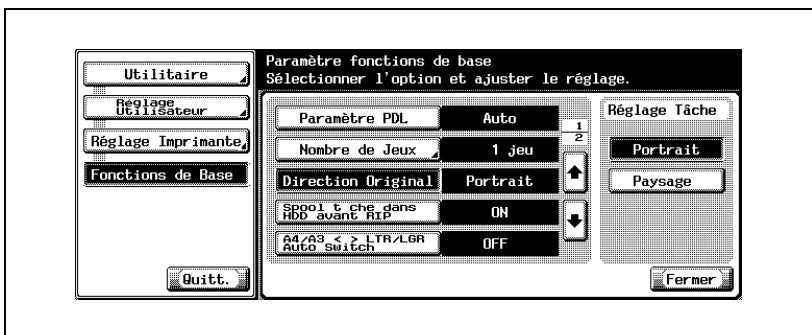 Utilitaire
Réglage
Utilisateur
Réglage Imprimante
Fonctions de Base
Quitt.
Paramètre fonctions de base
Sélectionner l'option et ajuster le réglage.
Paramètre PDL Auto
Nombre de Jeux 1 jeu
Direction Original Portrait
Spool t che dans
HDD avant RIP ON
A4/A3 < > LTR/LGR
Auto Switch OFF
1
2
Réglage Tâche
Portrait
Paysage
Fermer